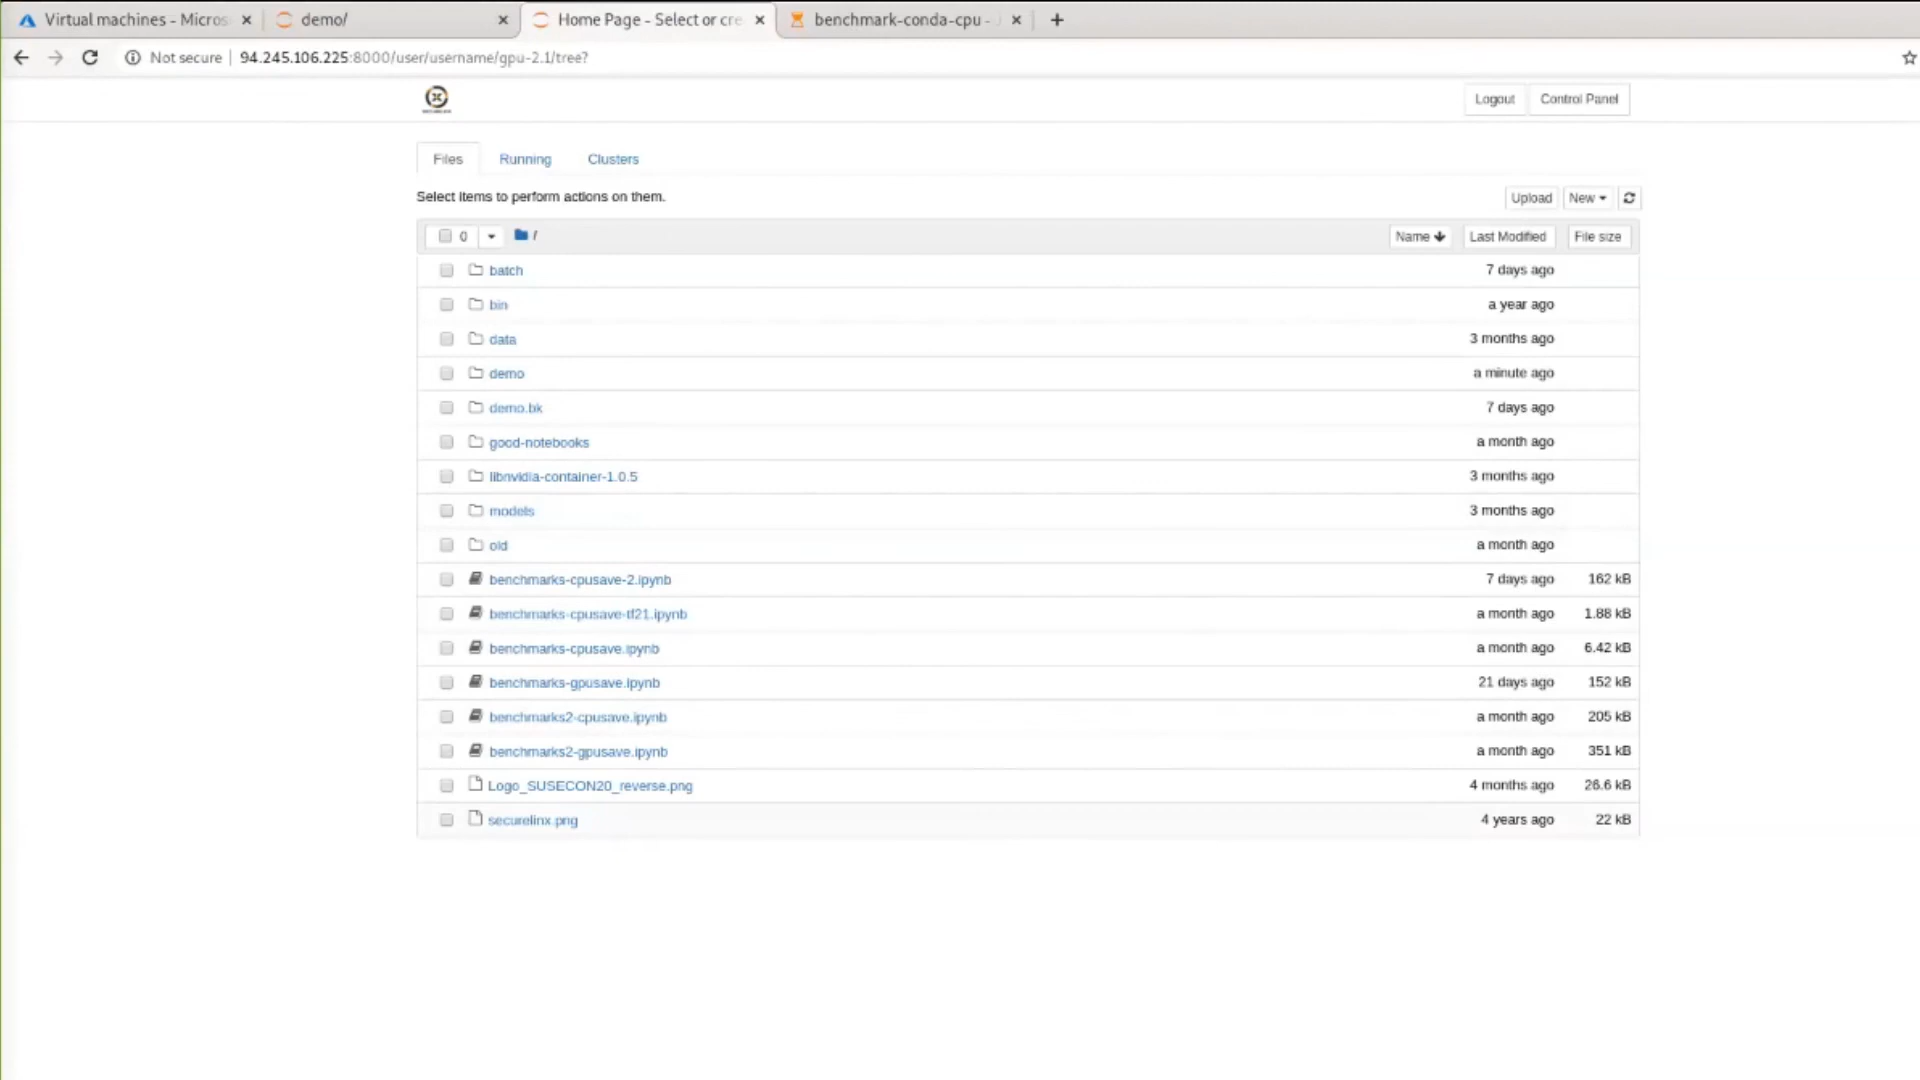 Virtual machines - Micros
demo/
Home Page - Select or cre
benchmark-conda-cpu -
Not secure | 94.245.106.225:8000/user/username/gpu-2.1/tree?
Logout
Control Panel
Files
Running
Clusters
Select items to perform actions on them.
Upload
New
0
/
Name
Last Modified
File size
batch 7 days ago
bin a year ago
data 3 months ago
demo a minute ago
demo.bk 7 days ago
good-notebooks a month ago
libnvidia-container-1.0.5 3 months ago
models 3 months ago
old a month ago
benchmarks-cpusave-2.ipynb 7 days ago 162 kB
benchmarks-cpusave-tf21.ipynb a month ago 1.88 kB
benchmarks-cpusave.ipynb a month ago 6.42 kB
benchmarks-gpusave.ipynb 21 days ago 152 kB
benchmarks2-cpusave.ipynb a month ago 205 kB
benchmarks2-gpusave.ipynb a month ago 351 kB
Logo_SUSECON20_reverse.png 4 months ago 26.6 kB
securelinx.png 4 years ago 22 kB